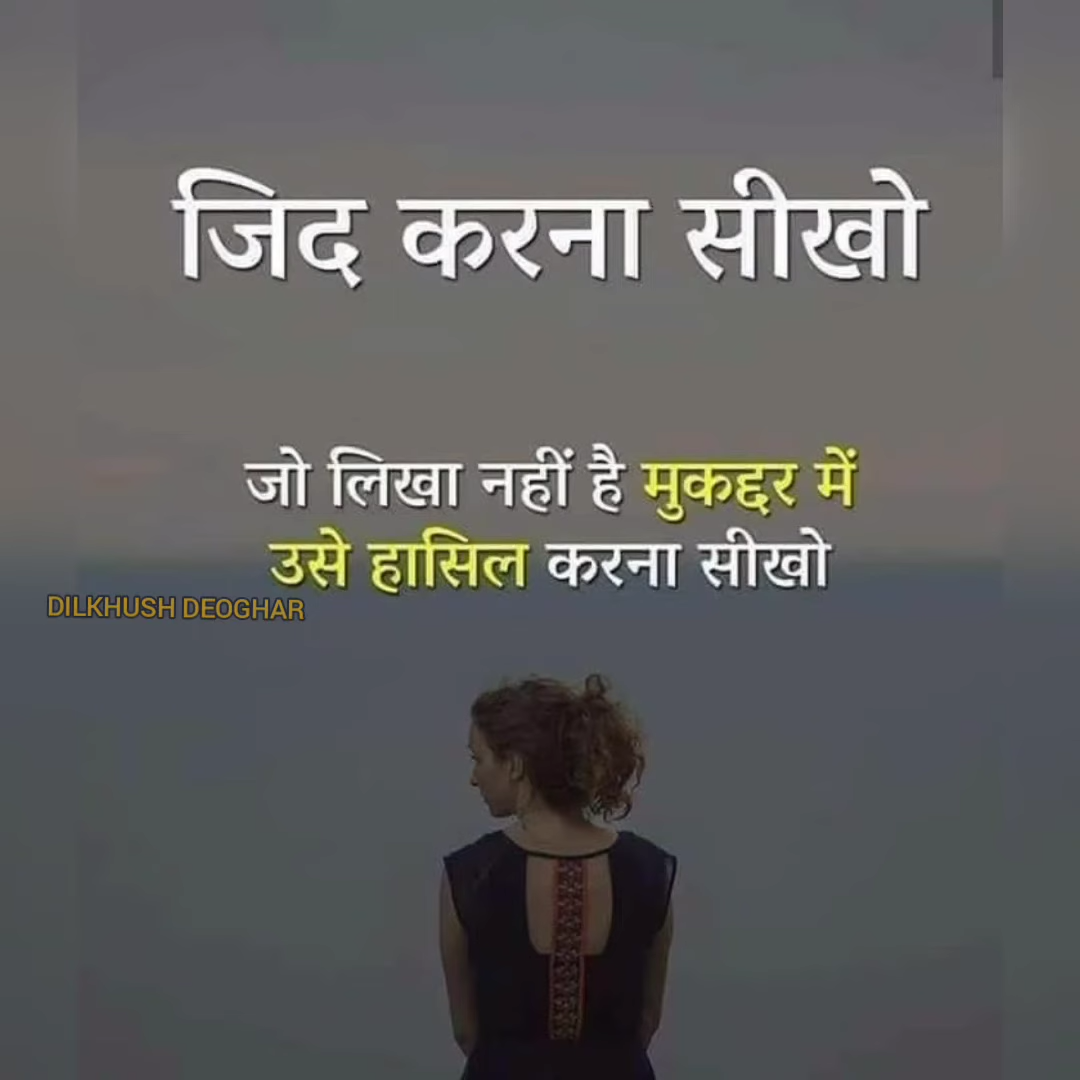 जिद करना सीखो
जो लिखा नहीं है मुकद्दर में
उसे हासिल करना सीखो
DILKHUSH DEOGHAR